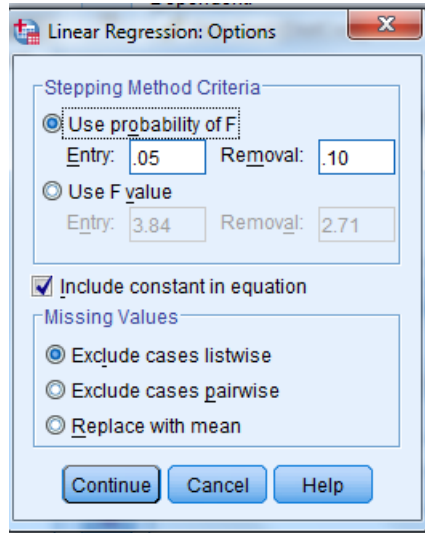 Linear Regression: Options
Stepping Method Criteria
Use probability of F
Entry: .05 Removal: .10
Use F value
Entry: 3.84 Removal: 2.71
Include constant in equation
Missing Values
Exclude cases listwise
Exclude cases pairwise
Replace with mean
Continue Cancel Help